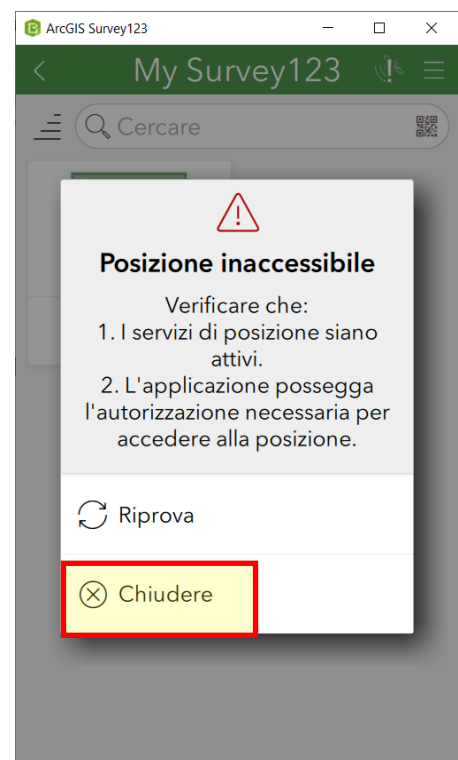 ArcGIS Survey123
My Survey123
Cercare
Posizione inaccessibile
Verificare che:
1. I servizi di posizione siano
attivi.
2. L'applicazione possegga
l'autorizzazione necessaria per
accedere alla posizione.
Riprova
Chiudere